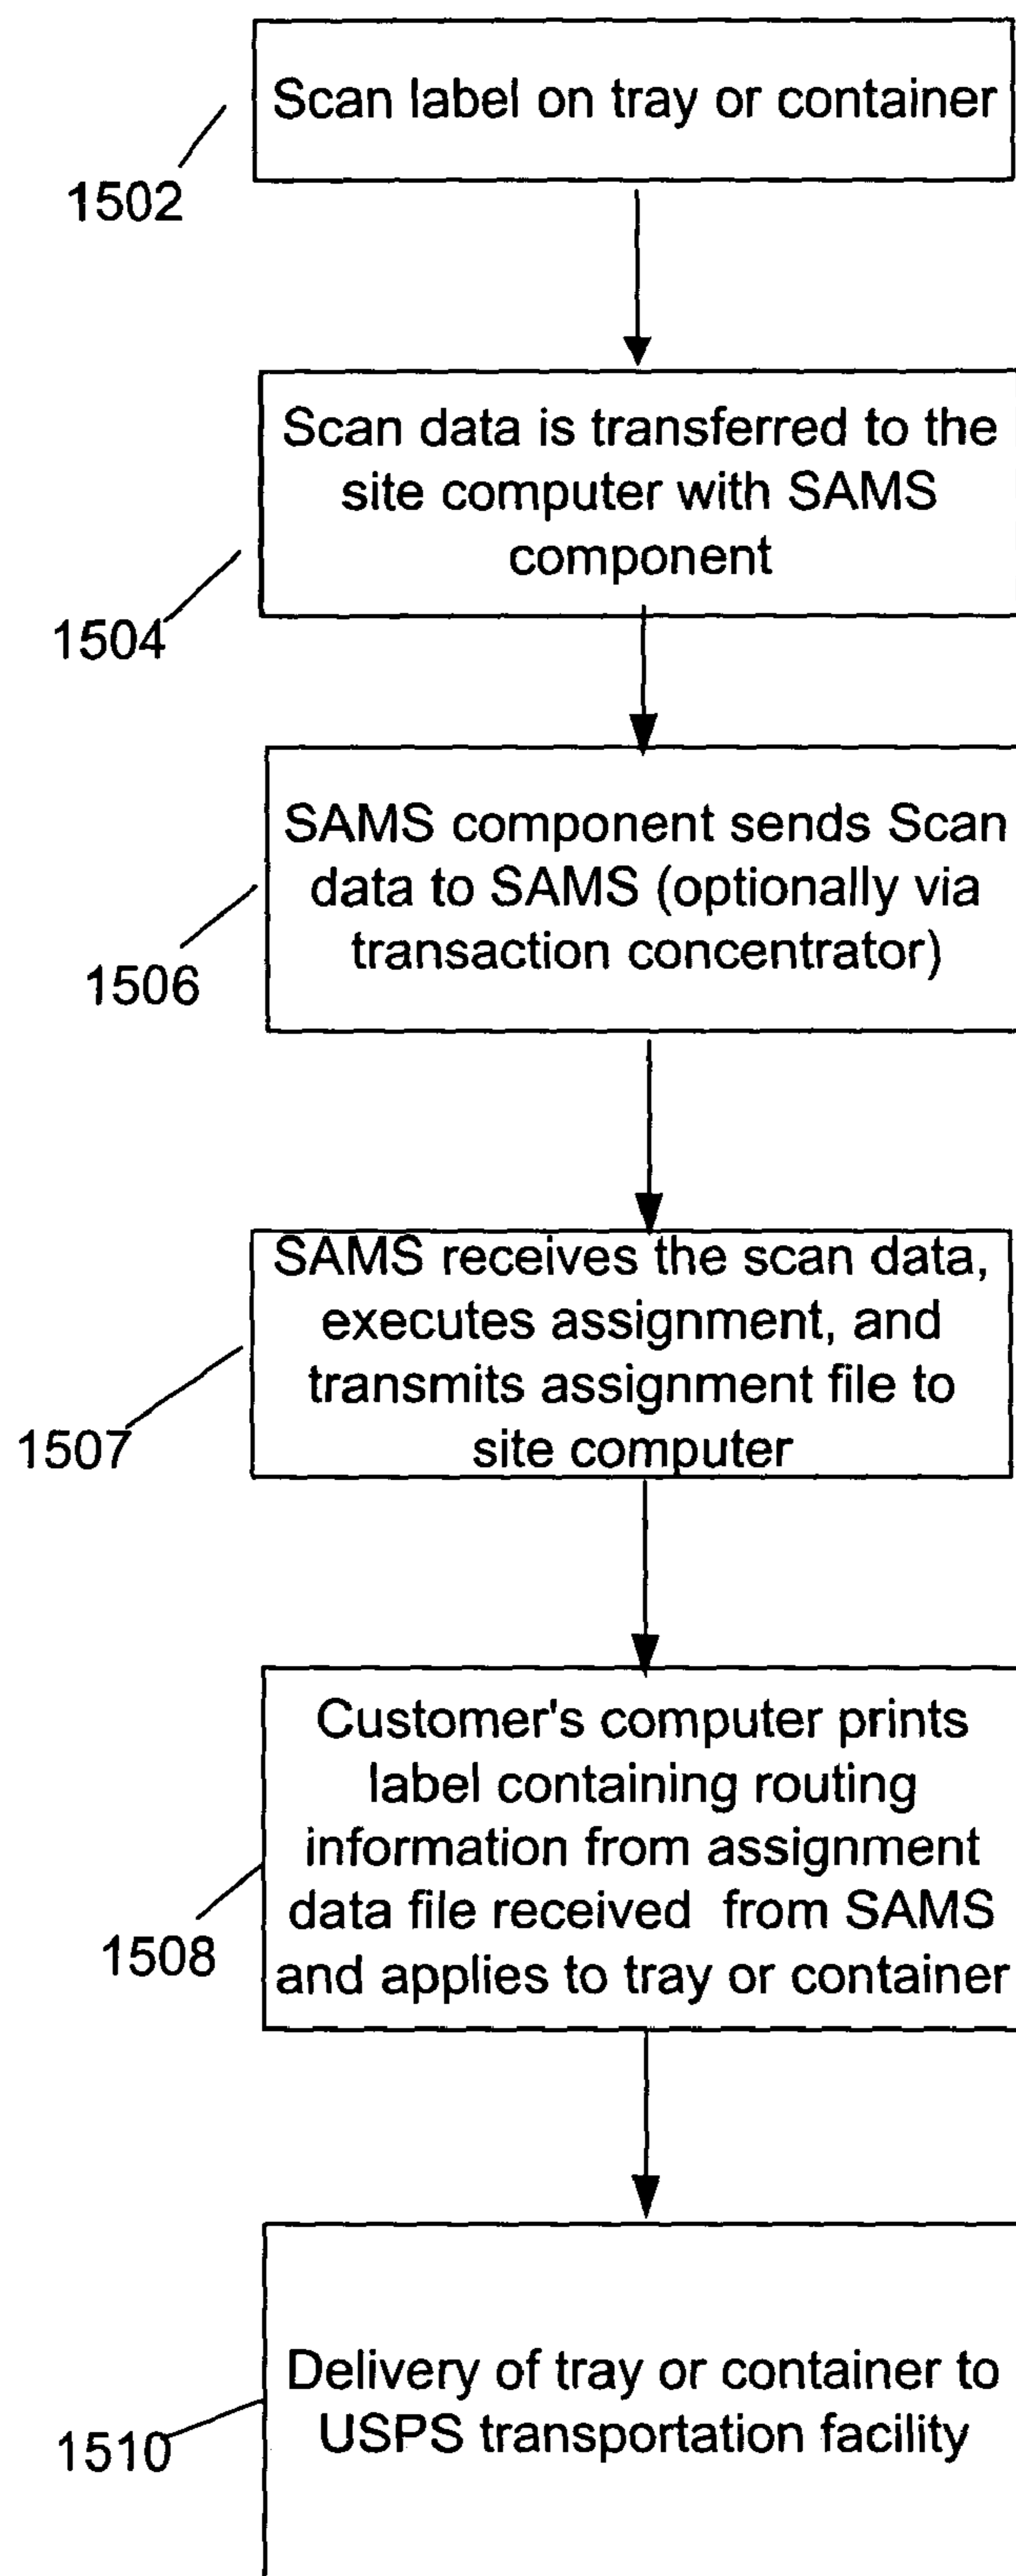 Scan label on tray or container
1502
Scan data is transferred to the
site computer with SAMS
component
1504
SAMS component sends Scan
data to SAMS (optionally via
transaction concentrator)
1506
SAMS receives the scan data,
executes assignment, and
transmits assignment file to
site computer
1507
Customer's computer prints
label containing routing
information from assignment
data file received from SAMS
and applies to tray or container
1508
Delivery of tray or container to
USPS transportation facility
1510